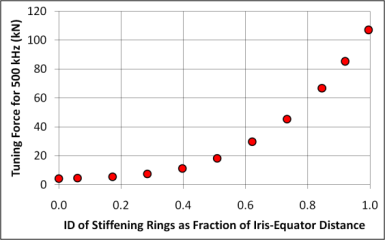 Tuning Force for 500 kHz (kN)
120
100
80
60
40
20
0
0.0 0.2 0.4 0.6 0.8 1.0
ID of Stiffening Rings as Fraction of Iris-Equator Distance